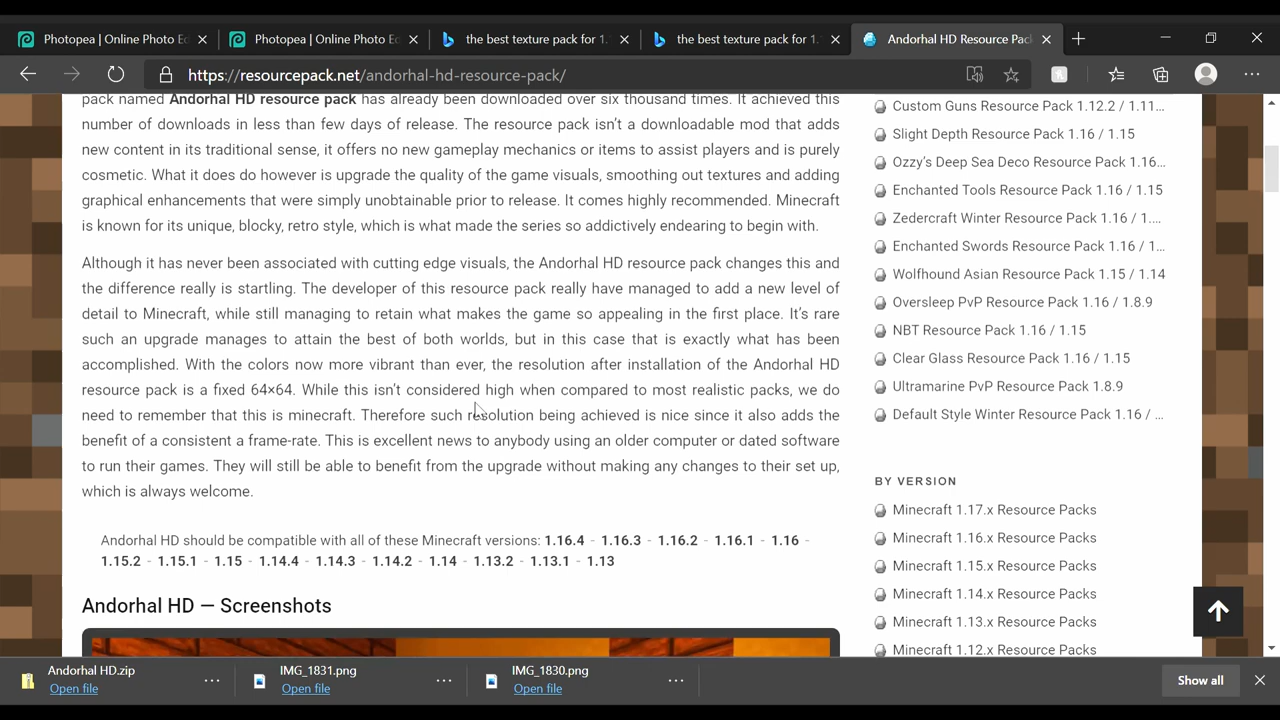 Photopea | Online Photo Ed
Photopea | Online Photo Ed
the best texture pack for 1.
the best texture pack for 1.
Andorhal HD Resource Pac
https://resourcepack.net/andorhal-hd-resource-pack/
pack named Andorhal HD resource pack has already been downloaded over six thousand times. It achieved this
number of downloads in less than few days of release. The resource pack isn't a downloadable mod that adds
new content in its traditional sense, it offers no new gameplay mechanics or items to assist players and is purely
cosmetic. What it does do however is upgrade the quality of the game visuals, smoothing out textures and adding
graphical enhancements that were simply unobtainable prior to release. It comes highly recommended. Minecraft
is known for its unique, blocky, retro style, which is what made the series so addictively endearing to begin with.
Although it has never been associated with cutting edge visuals, the Andorhal HD resource pack changes this and
the difference really is startling. The developer of this resource pack really have managed to add a new level of
detail to Minecraft, while still managing to retain what makes the game so appealing in the first place. It's rare
such an upgrade manages to attain the best of both worlds, but in this case that is exactly what has been
accomplished. With the colors now more vibrant than ever, the resolution after installation of the Andorhal HD
resource pack is a fixed 64×64. While this isn't considered high when compared to most realistic packs, we do
need to remember that this is minecraft. Therefore such resolution being achieved is nice since it also adds the
benefit of a consistent a frame-rate. This is excellent news to anybody using an older computer or dated software
to run their games. They will still be able to benefit from the upgrade without making any changes to their set up,
which is always welcome.
Andorhal HD should be compatible with all of these Minecraft versions: 1.16.4 - 1.16.3 - 1.16.2 - 1.16.1 - 1.16 -
1.15.2 - 1.15.1 - 1.15 - 1.14.4 - 1.14.3 - 1.14.2 - 1.14 - 1.13.2 - 1.13.1 - 1.13
Andorhal HD — Screenshots
Custom Guns Resource Pack 1.12.2 / 1.11...
Slight Depth Resource Pack 1.16 / 1.15
Ozzy's Deep Sea Deco Resource Pack 1.16...
Enchanted Tools Resource Pack 1.16 / 1.15
Zedercraft Winter Resource Pack 1.16 / 1....
Enchanted Swords Resource Pack 1.16 / 1...
Wolfhound Asian Resource Pack 1.15 / 1.14
Oversleep PvP Resource Pack 1.16 / 1.8.9
NBT Resource Pack 1.16 / 1.15
Clear Glass Resource Pack 1.16 / 1.15
Ultramarine PvP Resource Pack 1.8.9
Default Style Winter Resource Pack 1.16 / ...
BY VERSION
Minecraft 1.17.x Resource Packs
Minecraft 1.16.x Resource Packs
Minecraft 1.15.x Resource Packs
Minecraft 1.14.x Resource Packs
Minecraft 1.13.x Resource Packs
Minecraft 1.12.x Resource Packs
Andorhal HD.zip
Open file
IMG_1831.png
Open file
IMG_1830.png
Open file
Show all